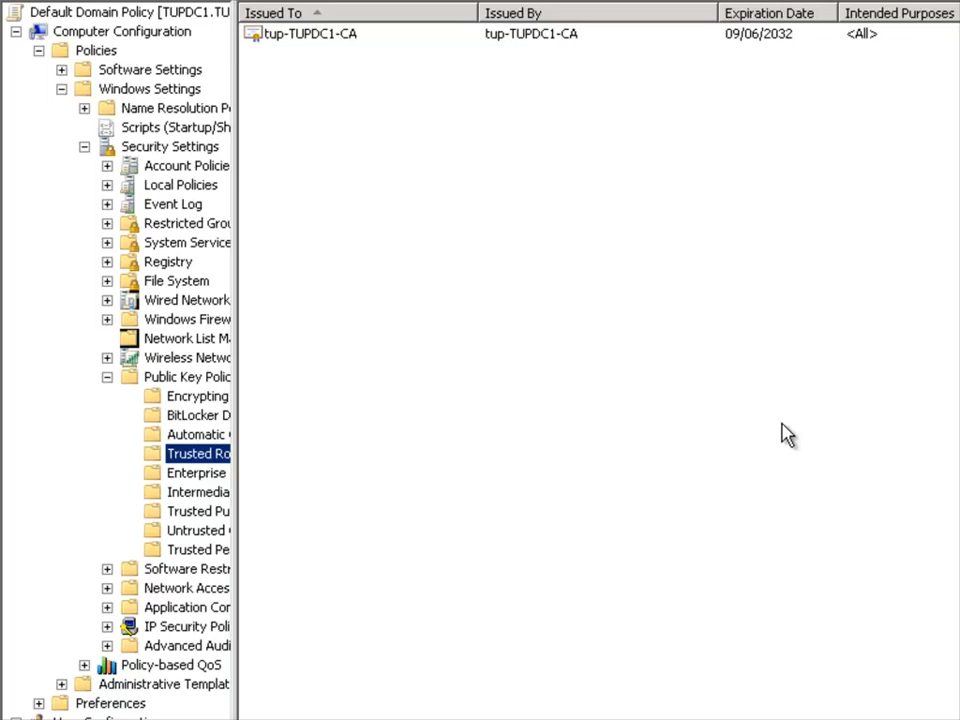 Default Domain Policy [TUPDC1.TU
Issued To
Issued By
Expiration Date
Intended Purposes
Computer Configuration
tup-TUPDC1-CA
tup-TUPDC1-CA
09/06/2032
<All>
Policies
Software Settings
Windows Settings
Name Resolution P
Scripts (Startup/Sh
Security Settings
Account Policie
Local Policies
Event Log
Restricted Grou
System Service
Registry
File System
Wired Network
Windows Firew
Network List M
Wireless Netwo
Public Key Polic
Encrypting
BitLocker D
Automatic
Trusted Ro
Enterprise
Intermedia
Trusted Pu
Untrusted
Trusted Pe
Software Restr
Network Acces
Application Con
IP Security Poli
Advanced Audi
Policy-based QoS
Administrative Templat
Preferences